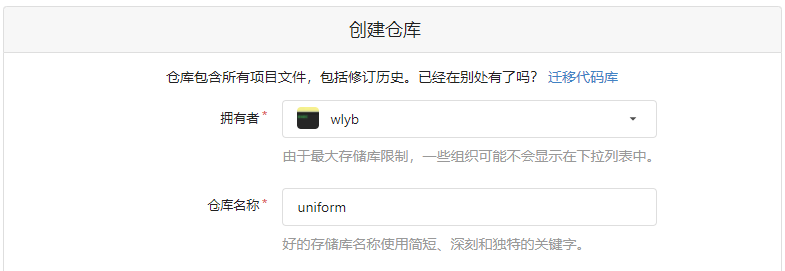 创建仓库
仓库包含所有项目文件，包括修订历史。已经在别处有了吗？ 迁移代码库
拥有者* wlyb
由于最大存储库限制，一些组织可能不会显示在下拉列表中。
仓库名称* uniform
好的存储库名称使用简短、深刻和独特的关键字。